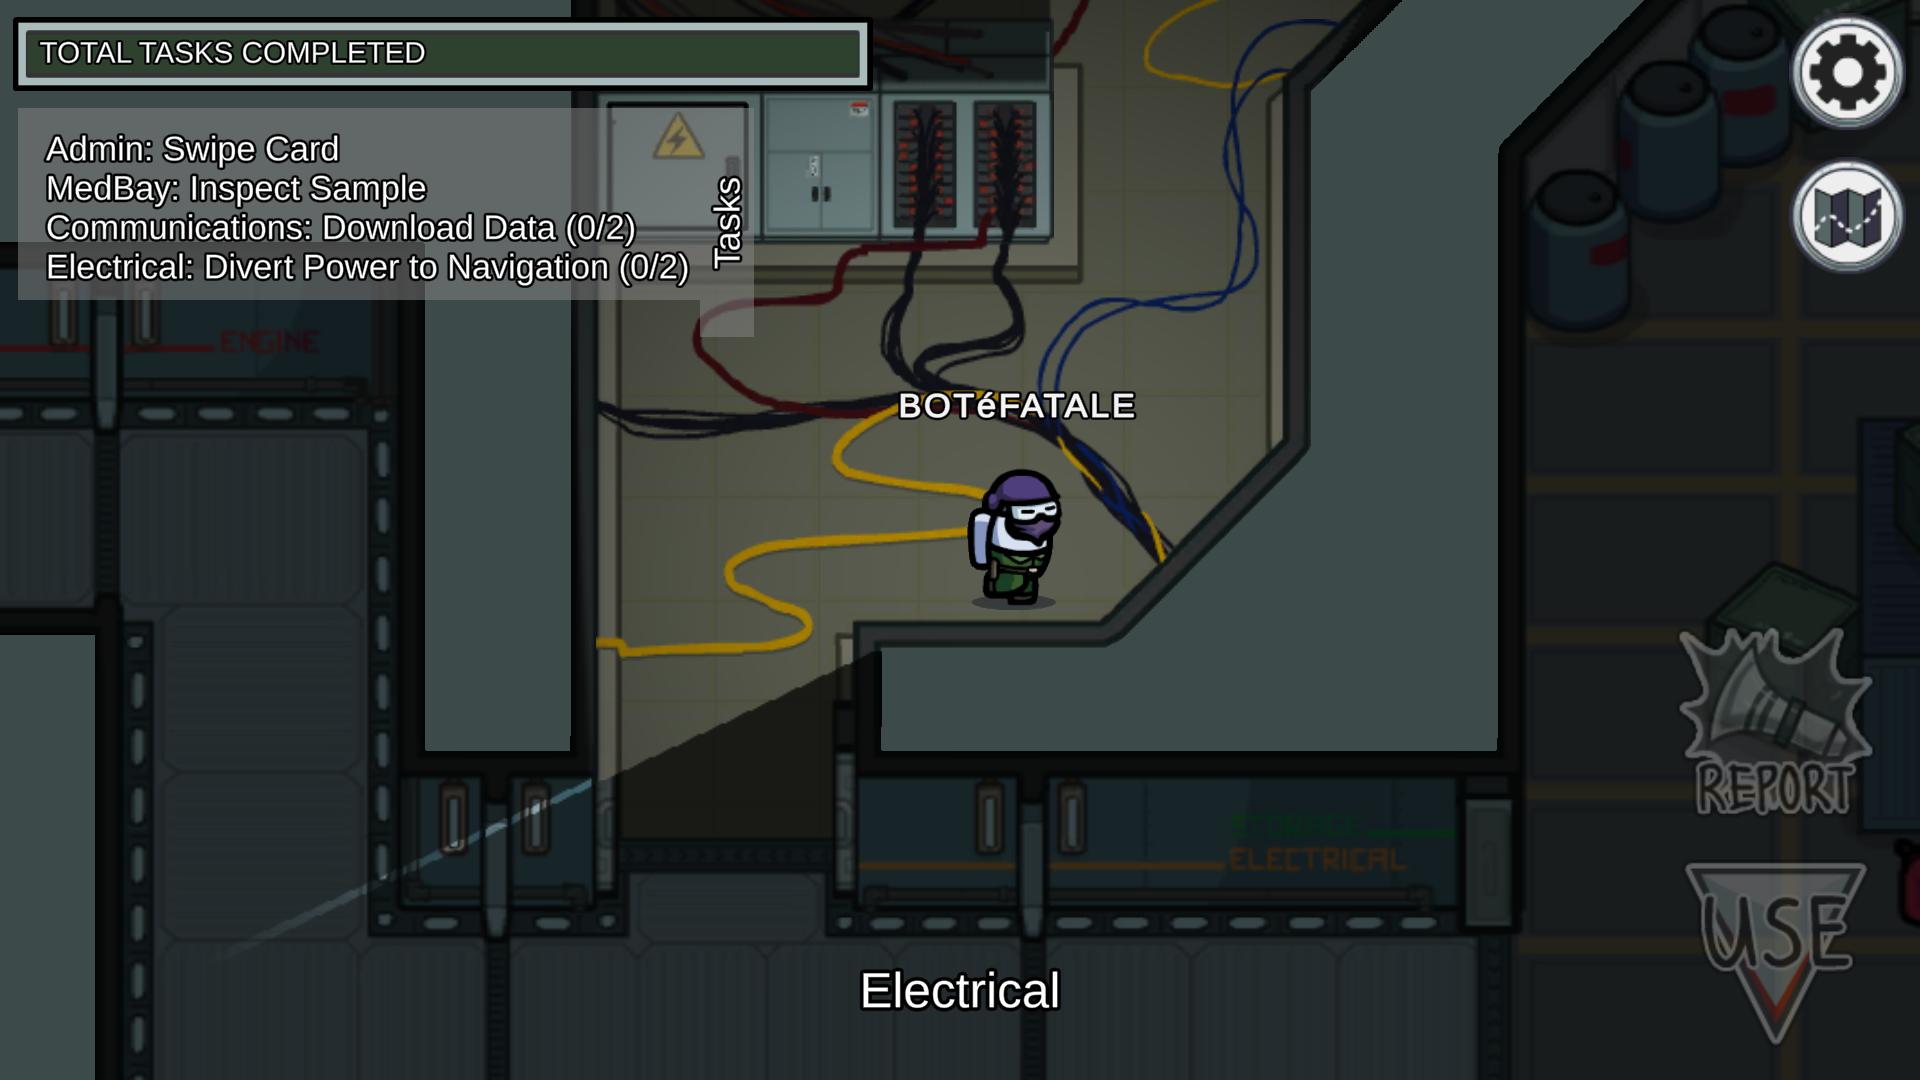 TOTAL TASKS COMPLETED
Admin: Swipe Card
MedBay: Inspect Sample
Communications: Download Data (0/2)
Electrical: Divert Power to Navigation (0/2)
Tasks
ENGINE
BOTéFATALE
REPORT
STORAGE
ELECTRICAL
USE
Electrical